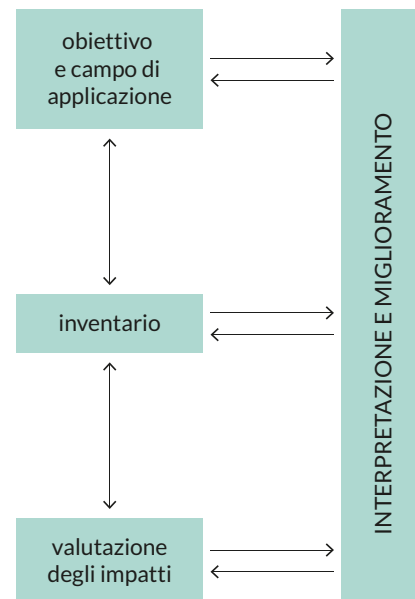 obiettivo
e campo di
applicazione
inventario
valutazione
degli impatti
INTERPRETAZIONE E MIGLIORAMENTO